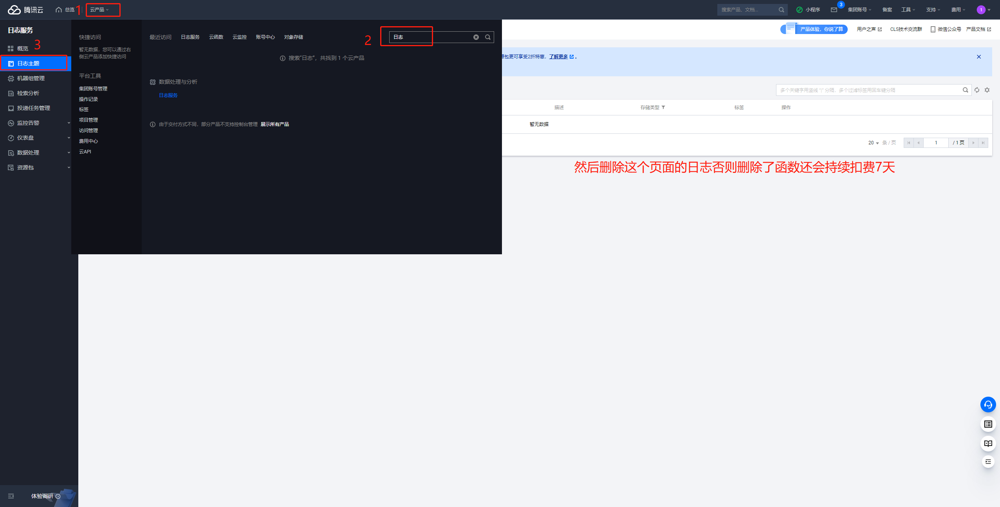 腾讯云
总览
1
云产品
搜索产品、文档...
小程序
3
集团账号
备案
工具
支持
费用
1
日志服务
3
概览
日志主题
机器组管理
检索分析
投递任务管理
监控告警
仪表盘
数据处理
资源包
快捷访问
暂无数据，您可以通过右
侧云产品添加快捷访问
平台工具
集团账号管理
操作记录
标签
项目管理
访问管理
费用中心
云API
最近访问 日志服务 云函数 云监控 账号中心 对象存储
2
日志
搜索“日志”，共找到 1 个云产品
数据处理与分析
日志服务
由于交付方式不同，部分产品不支持控制台管理 展示所有产品
产品体验，你说了算
用户之声
CLS技术交流群
微信公众号
产品文档
包更可享受2折特惠，了解更多 。
多个关键字用竖线 "|" 分隔，多个过滤标签用回车键分隔
描述 存储类型 标签 操作
暂无数据
20 条 / 页 1 / 1 页
然后删除这个页面的日志否则删除了函数还会持续扣费7天
体验调研